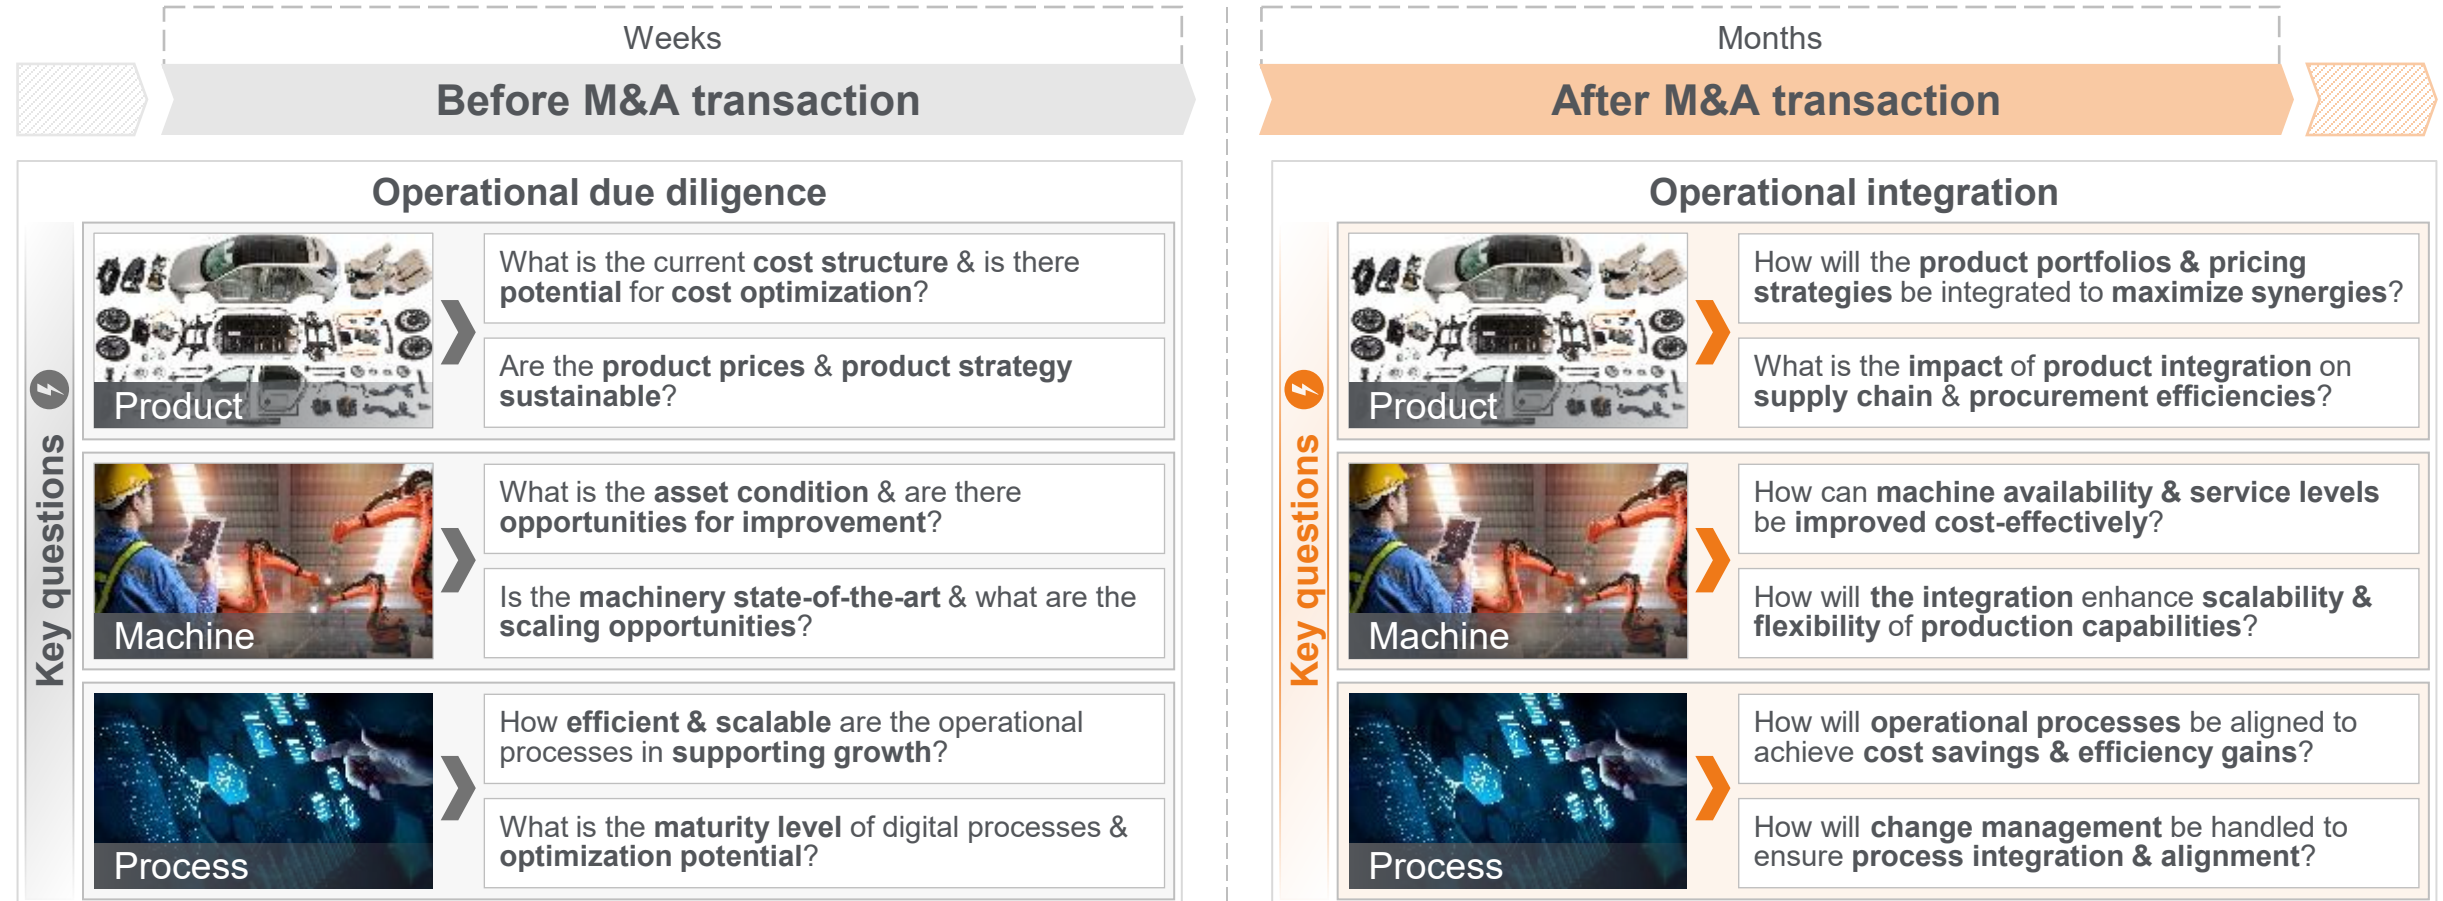 Weeks
Before M&A transaction
Operational due diligence
Key questions
Product
What is the current cost structure & is there
potential for cost optimization?
Are the product prices & product strategy
sustainable?
Machine
What is the asset condition & are there
opportunities for improvement?
Is the machinery state-of-the-art & what are the
scaling opportunities?
Process
How efficient & scalable are the operational
processes in supporting growth?
What is the maturity level of digital processes &
optimization potential?
Months
After M&A transaction
Operational integration
Key questions
Product
How will the product portfolios & pricing
strategies be integrated to maximize synergies?
What is the impact of product integration on
supply chain & procurement efficiencies?
Machine
How can machine availability & service levels
be improved cost-effectively?
How will the integration enhance scalability &
flexibility of production capabilities?
Process
How will operational processes be aligned to
achieve cost savings & efficiency gains?
How will change management be handled to
ensure process integration & alignment?